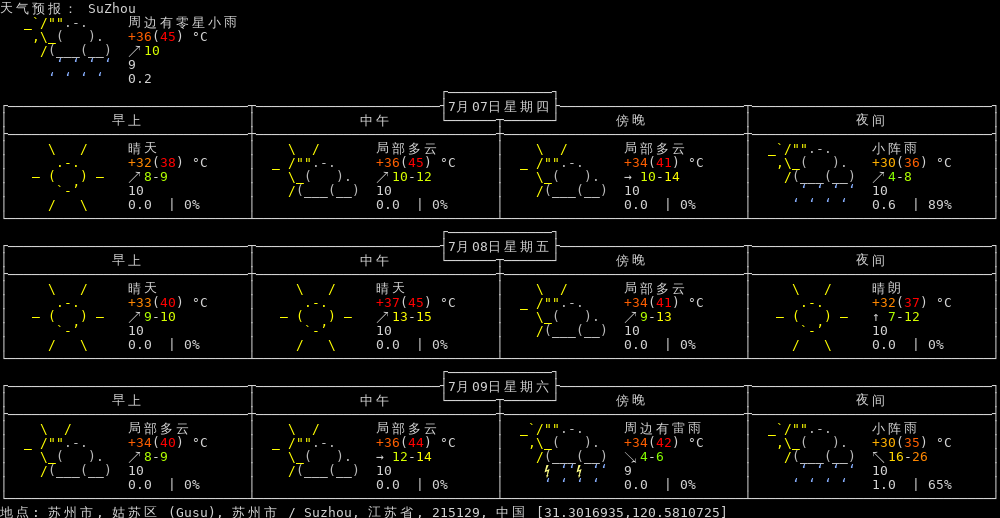 天气预报： SuZhou
周边有零星小雨
+36(45) °C
↗10
9
0.2
7月07日星期四
早上 中午 傍晚 夜间
晴天 局部多云 局部多云 小阵雨
+32(38) °C +36(45) °C +34(41) °C +30(36) °C
↗8-9 ↗10-12 → 10-14 ↗4-8
10 10 10 10
0.0 | 0% 0.0 | 0% 0.0 | 0% 0.6 | 89%
7月08日星期五
早上 中午 傍晚 夜间
晴天 晴天 局部多云 晴朗
+33(40) °C +37(45) °C +34(41) °C +32(37) °C
↗9-10 ↗13-15 ↗9-13 ↑ 7-12
10 10 10 10
0.0 | 0% 0.0 | 0% 0.0 | 0% 0.0 | 0%
7月09日星期六
早上 中午 傍晚 夜间
局部多云 局部多云 周边有雷雨 小阵雨
+34(40) °C +36(44) °C +34(42) °C +30(35) °C
↗8-9 → 12-14 ↘4-6 ↖16-26
10 10 9 10
0.0 | 0% 0.0 | 0% 0.0 | 0% 1.0 | 65%
地点: 苏州市, 姑苏区 (Gusu), 苏州市 / Suzhou, 江苏省, 215129, 中国 [31.3016935,120.5810725]